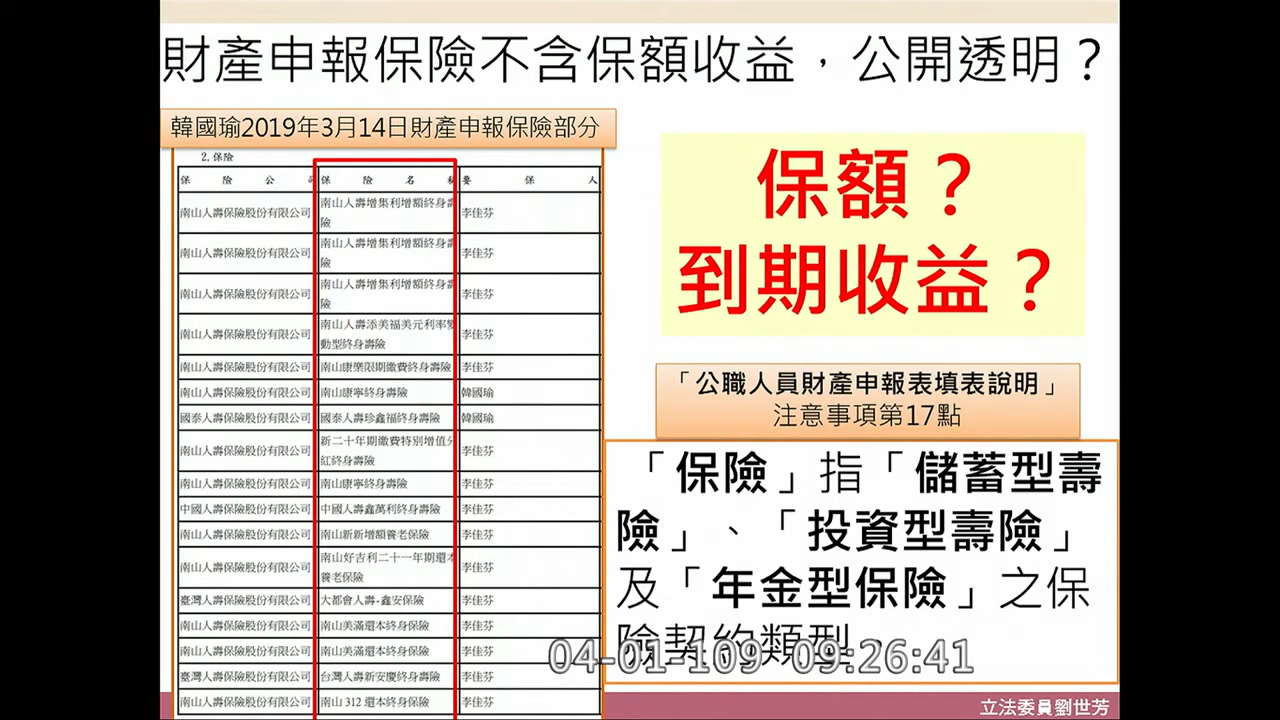 財產申報保險不含保額收益，公開透明？
韓國瑜2019年3月14日財產申報保險部分
2.保險
保 險 公 司 保 險 名 稱 要 保 人
南山人壽保險股份有限公司 南山人壽增集利增額終身壽險 李佳芬
南山人壽保險股份有限公司 南山人壽增集利增額終身壽險 李佳芬
南山人壽保險股份有限公司 南山人壽增集利增額終身壽險 李佳芬
南山人壽保險股份有限公司 南山人壽添美福美元利率變動型終身壽險 李佳芬
南山人壽保險股份有限公司 南山康樂限期繳費終身壽險 李佳芬
南山人壽保險股份有限公司 南山康寧終身壽險 韓國瑜
國泰人壽保險股份有限公司 國泰人壽珍鑫福終身壽險 韓國瑜
南山人壽保險股份有限公司 新二十年期繳費特別增值分紅終身壽險 李佳芬
南山人壽保險股份有限公司 南山康寧終身壽險 李佳芬
中國人壽保險股份有限公司 中國人壽鑫萬利終身壽險 李佳芬
南山人壽保險股份有限公司 南山新新增額養老保險 李佳芬
南山人壽保險股份有限公司 南山好吉利二十一年期還本養老保險 李佳芬
臺灣人壽保險股份有限公司 大都會人壽-鑫安保險 李佳芬
南山人壽保險股份有限公司 南山美滿還本終身保險 李佳芬
南山人壽保險股份有限公司 南山美滿還本終身保險 李佳芬
臺灣人壽保險股份有限公司 台灣人壽新安慶終身壽險 李佳芬
南山人壽保險股份有限公司 南山 312 還本終身保險 李佳芬
保額？
到期收益？
「公職人員財產申報表填表說明」
注意事項第17點
「保險」指「儲蓄型壽
險」、「投資型壽險」
及「年金型保險」之保
險契約類型
04-01-109 09:26:41
立法委員劉世芳